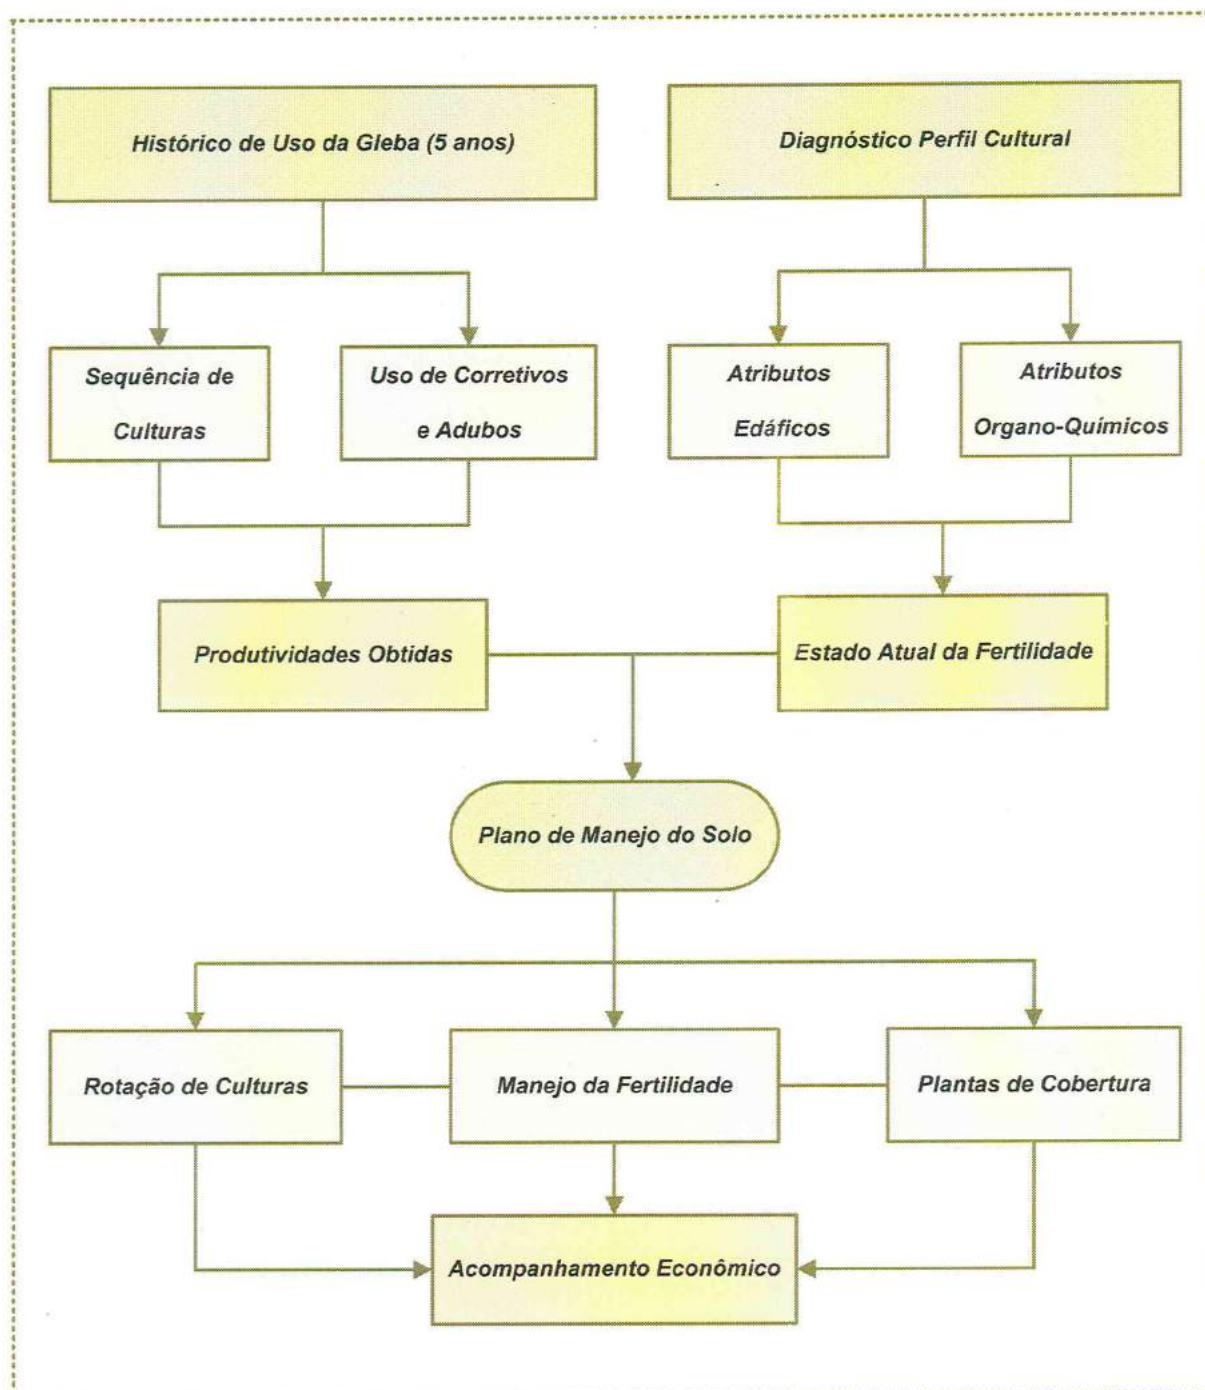 Histórico de Uso da Gleba (5 anos)
Diagnóstico Perfil Cultural
Sequência de
Culturas
Uso de Corretivos
e Adubos
Atributos
Edáficos
Atributos
Organo-Químicos
Produtividades Obtidas
Estado Atual da Fertilidade
Plano de Manejo do Solo
Rotação de Culturas
Manejo da Fertilidade
Plantas de Cobertura
Acompanhamento Econômico